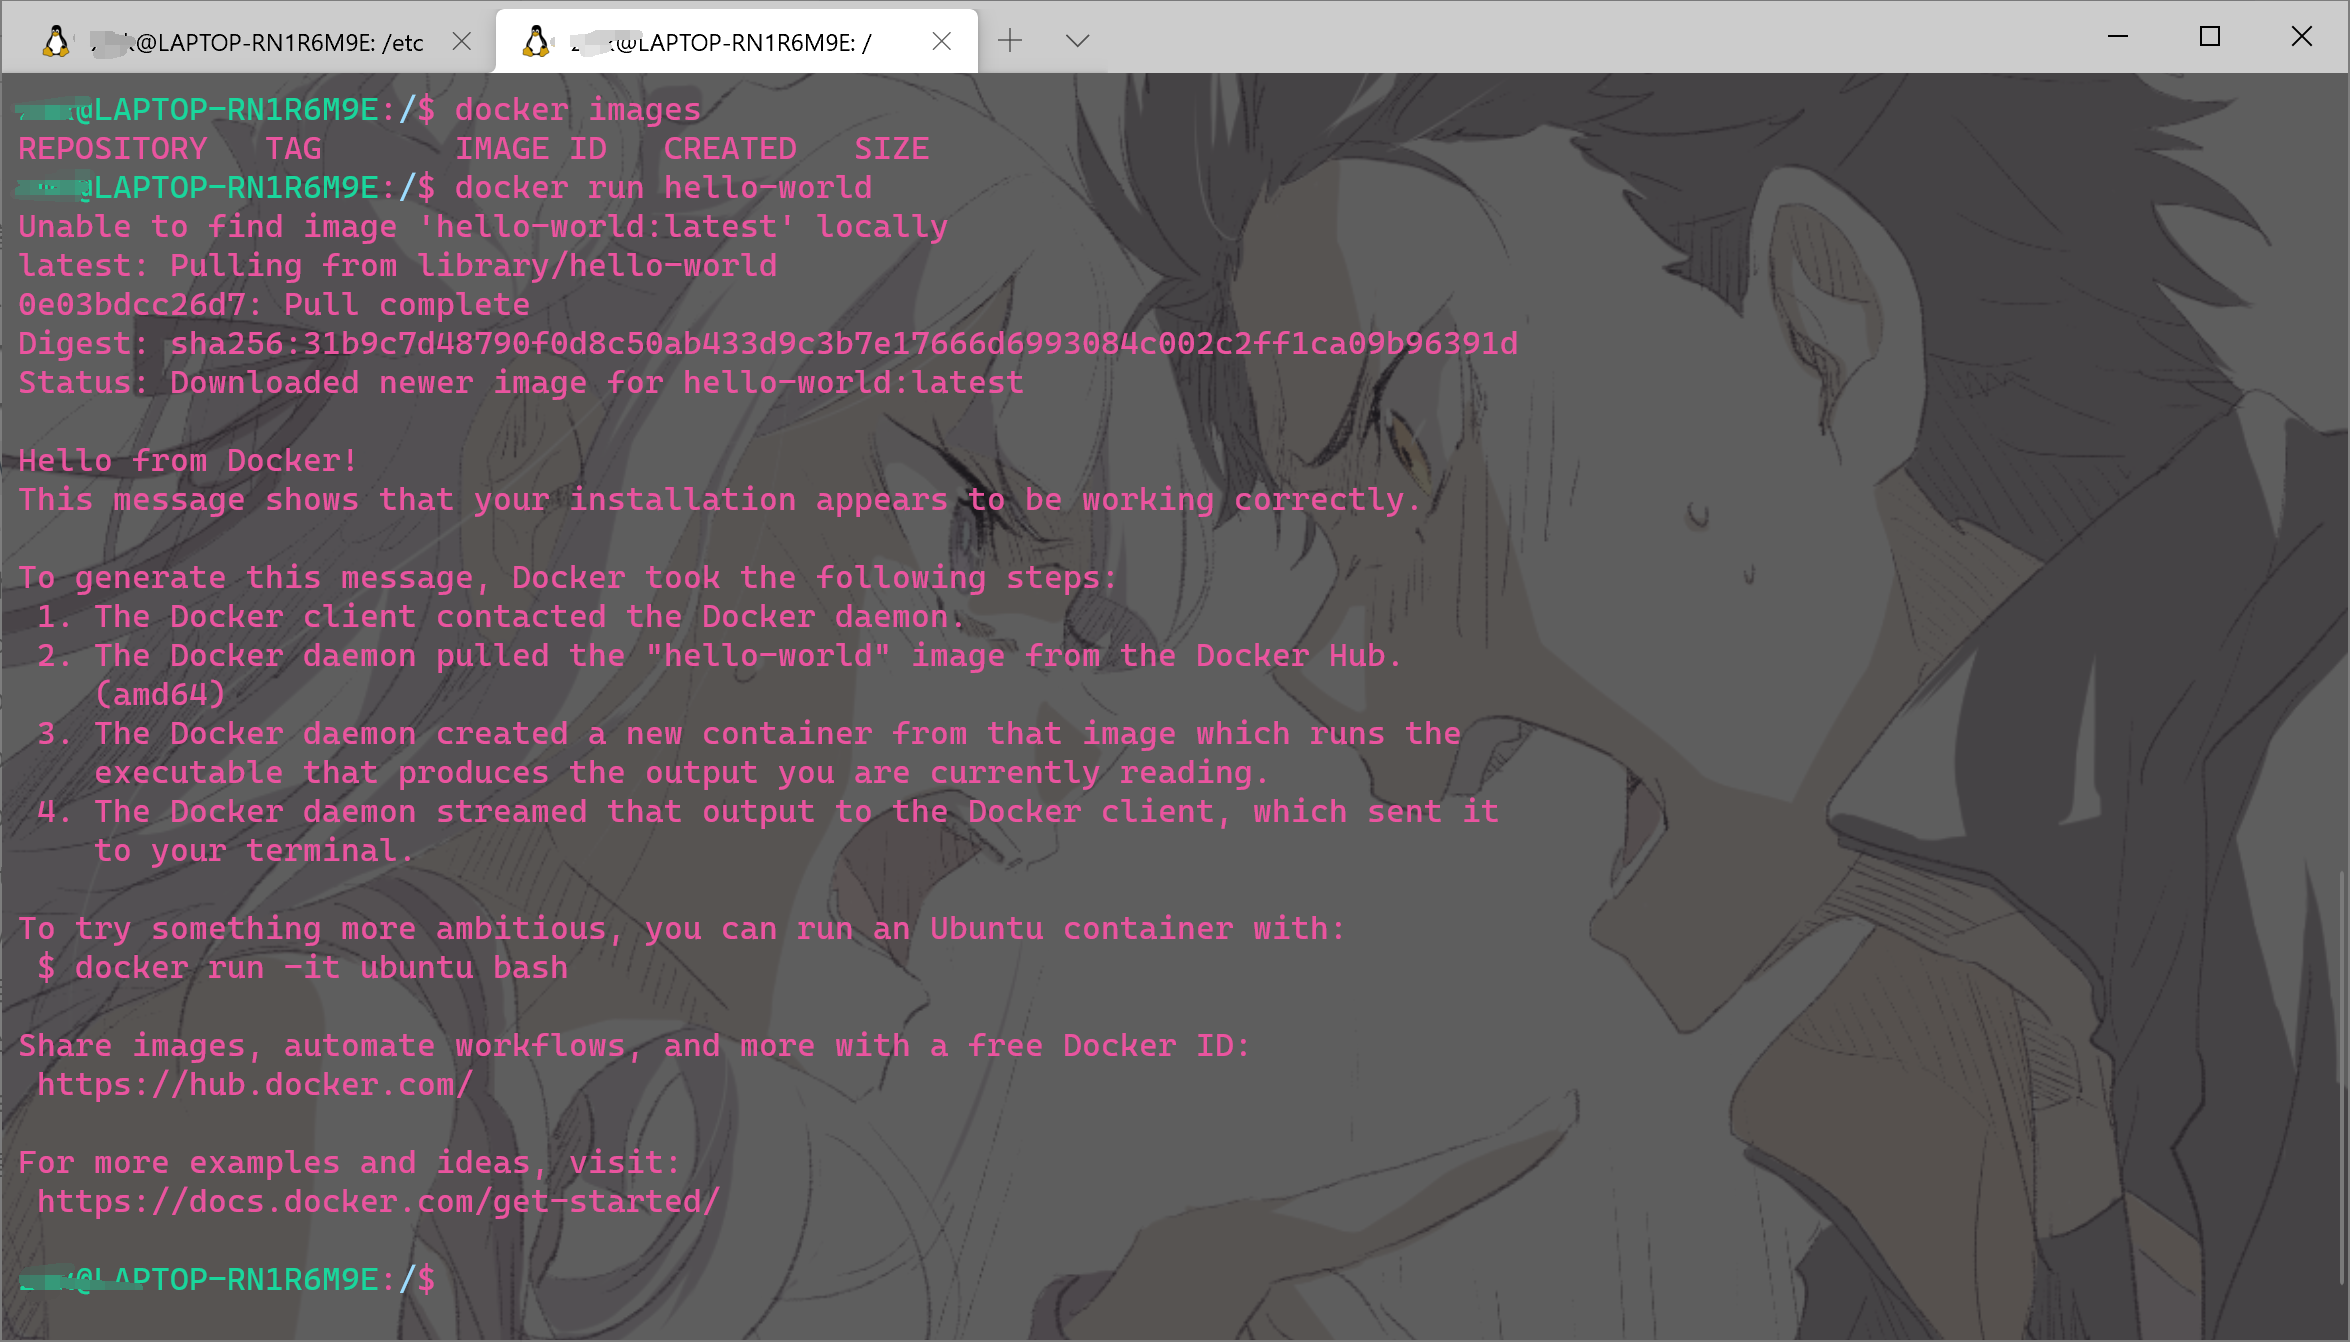 @LAPTOP-RN1R6M9E: /etc
@LAPTOP-RN1R6M9E: /
@LAPTOP-RN1R6M9E:/$ docker images
REPOSITORY   TAG       IMAGE ID   CREATED   SIZE
@LAPTOP-RN1R6M9E:/$ docker run hello-world
Unable to find image 'hello-world:latest' locally
latest: Pulling from library/hello-world
0e03bdcc26d7: Pull complete
Digest: sha256:31b9c7d48790f0d8c50ab433d9c3b7e17666d6993084c002c2ff1ca09b96391d
Status: Downloaded newer image for hello-world:latest
Hello from Docker!
This message shows that your installation appears to be working correctly.
To generate this message, Docker took the following steps:
1. The Docker client contacted the Docker daemon.
2. The Docker daemon pulled the "hello-world" image from the Docker Hub.
(amd64)
3. The Docker daemon created a new container from that image which runs the
executable that produces the output you are currently reading.
4. The Docker daemon streamed that output to the Docker client, which sent it
to your terminal.
To try something more ambitious, you can run an Ubuntu container with:
$ docker run -it ubuntu bash
Share images, automate workflows, and more with a free Docker ID:
https://hub.docker.com/
For more examples and ideas, visit:
https://docs.docker.com/get-started/
@LAPTOP-RN1R6M9E:/$